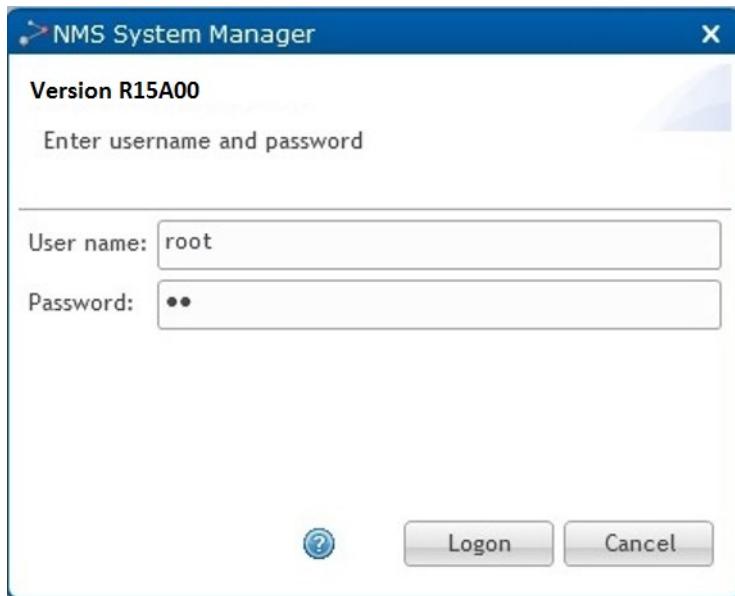 NMS System Manager
Version R15A00
Enter username and password
User name: root
Password: ●●
Logon Cancel